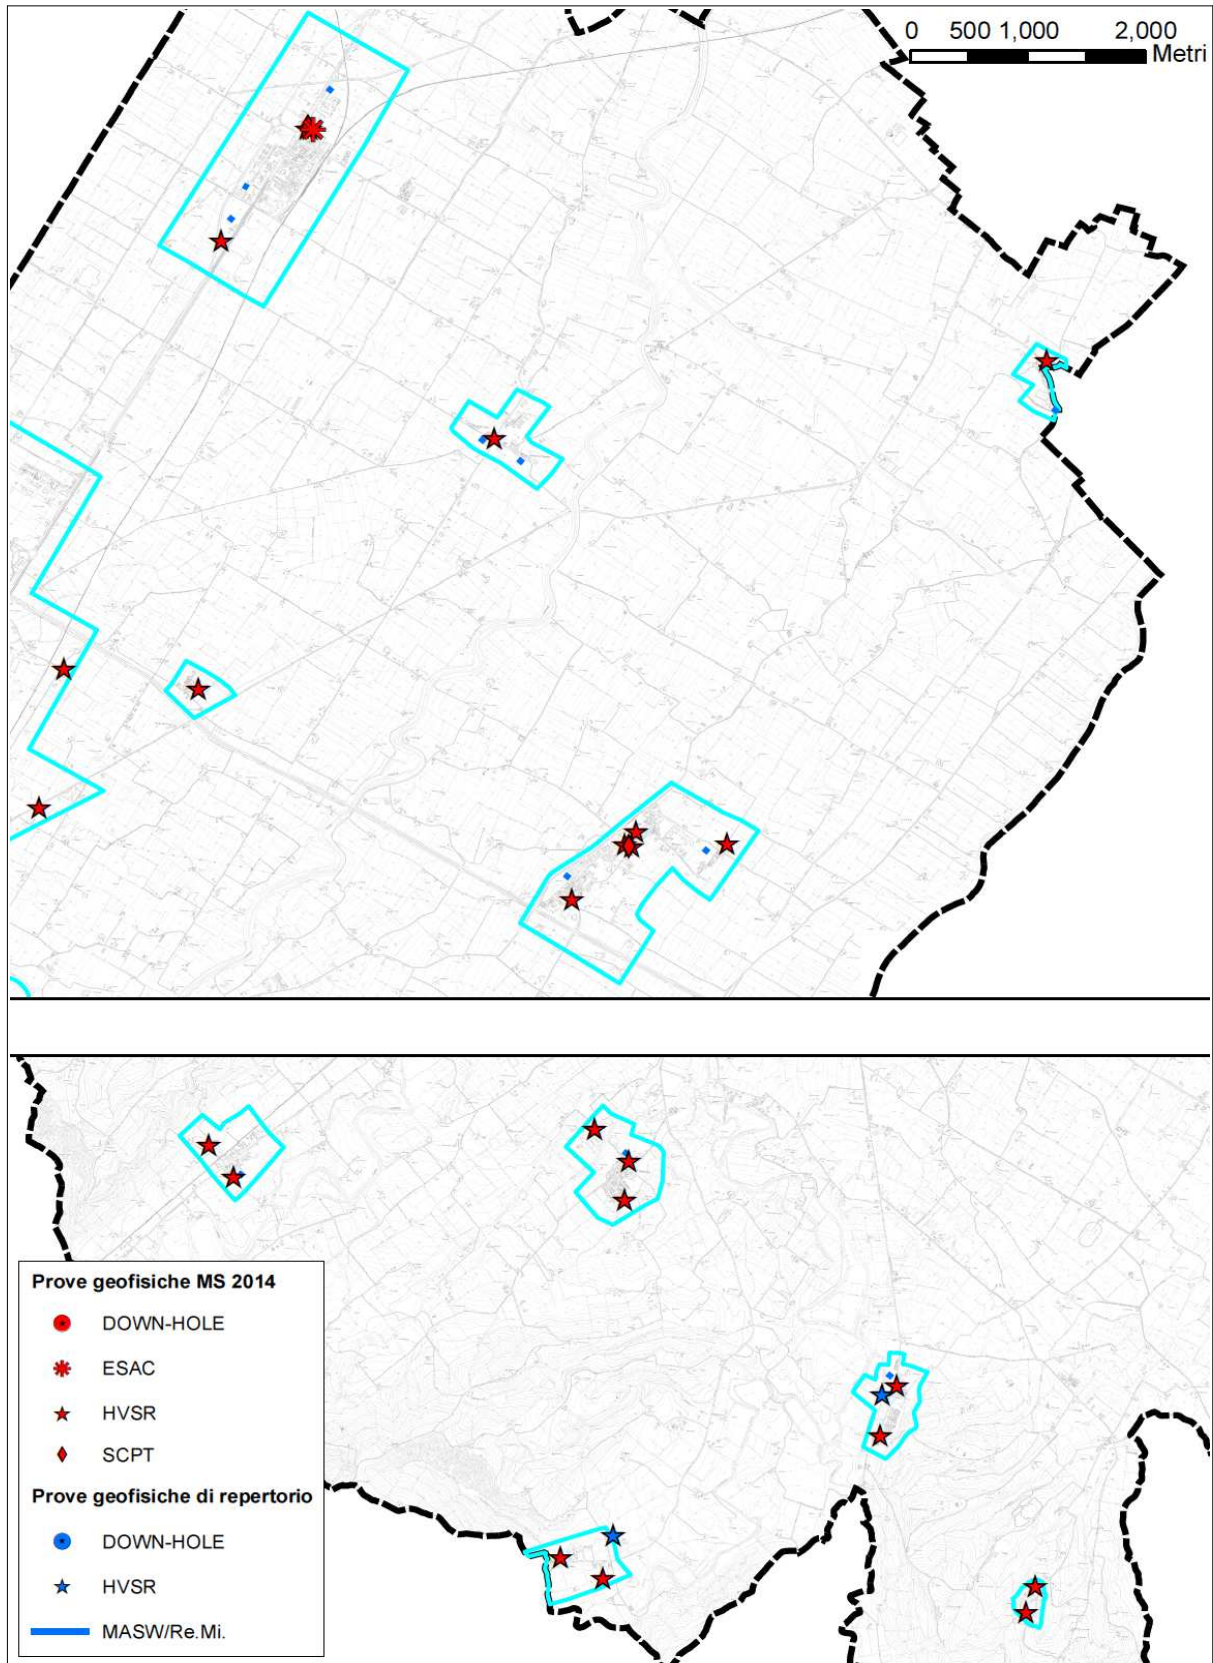 0 500 1,000 2,000
Metri
Prove geofisiche MS 2014
DOWN-HOLE
ESAC
HVSR
SCPT
Prove geofisiche di repertorio
DOWN-HOLE
HVSR
MASW/Re.Mi.